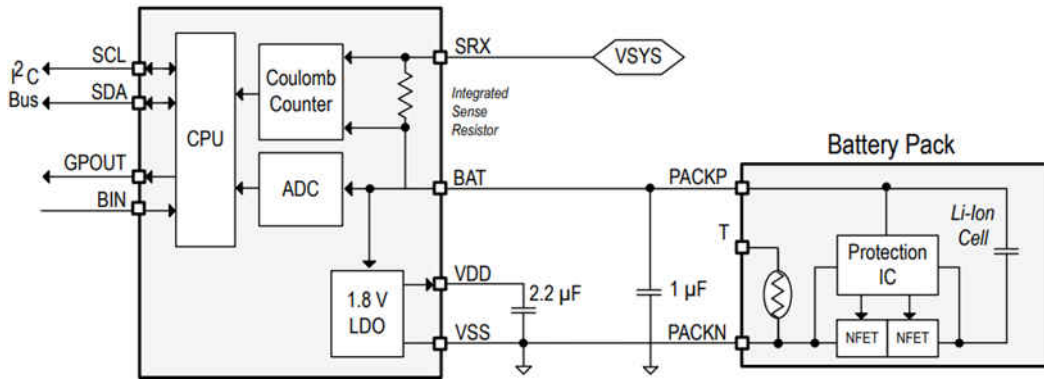 SCL
I²C
Bus
SDA
GPOUT
BIN
CPU
Coulomb
Counter
ADC
1.8 V
LDO
Integrated
Sense
Resistor
SRX
VSYS
BAT
VDD
2.2 µF
VSS
1 µF
Battery Pack
PACKP
T
PACKN
Protection
IC
NFET
NFET
Li-Ion
Cell